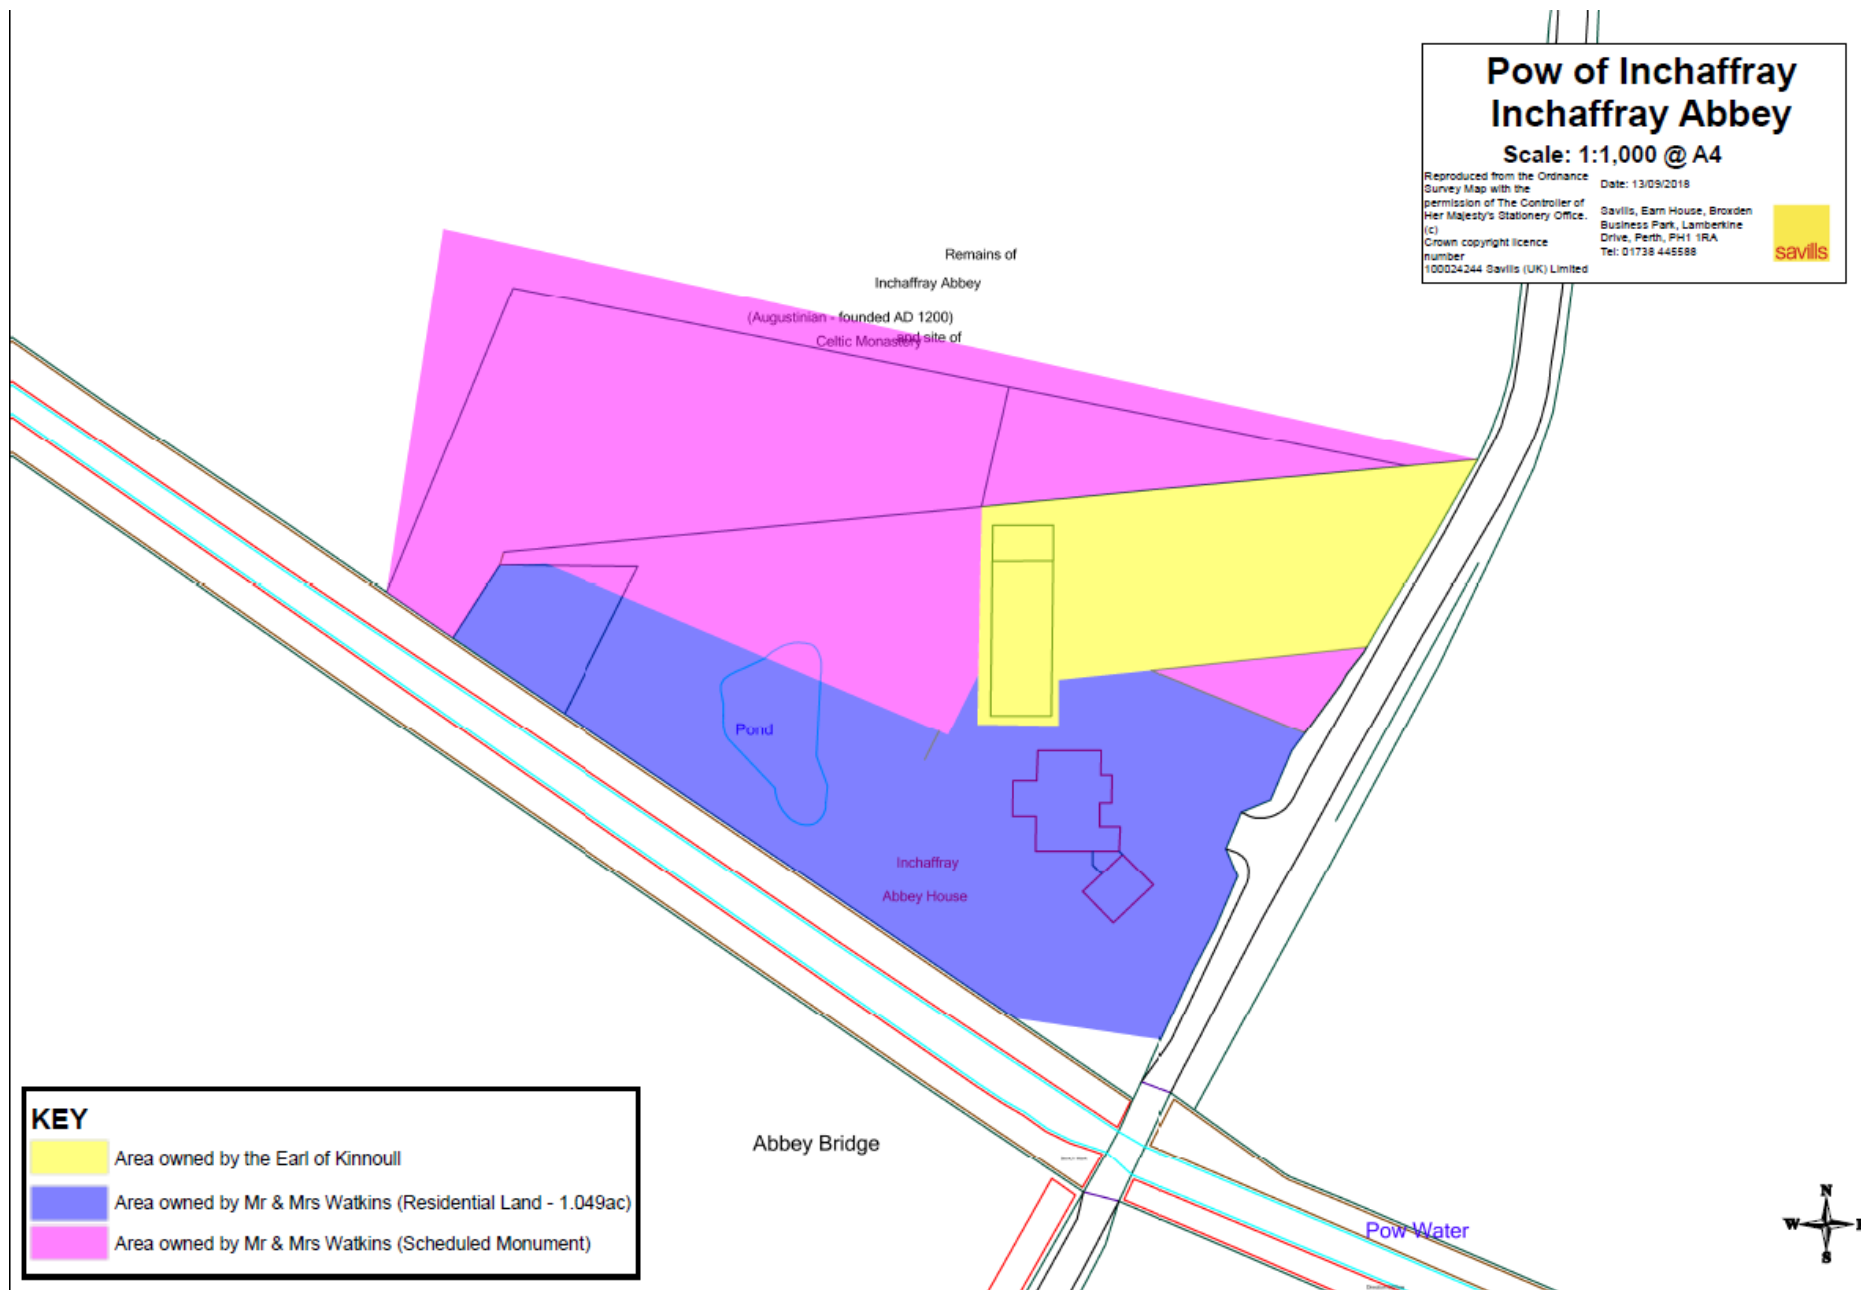 Pow of Inchaffray
Inchaffray Abbey
Scale: 1:1,000 @ A4
Reproduced from the Ordnance
Survey Map with the
permission of The Controller of
Her Majesty's Stationery Office.
(c)
Crown copyright licence
number
100024244 Savills (UK) Limited
Date: 13/09/2018
Savills, Earn House, Broxden
Business Park, Lamberkine
Drive, Perth, PH1 1RA
Tel: 01738 445588
savills
Remains of
Inchaffray Abbey
(Augustinian - founded AD 1200)
and site of
Celtic Monastery
Pond
Inchaffray
Abbey House
Abbey Bridge
Pow Water
KEY
Area owned by the Earl of Kinnoull
Area owned by Mr & Mrs Watkins (Residential Land - 1.049ac)
Area owned by Mr & Mrs Watkins (Scheduled Monument)
N
W
E
S